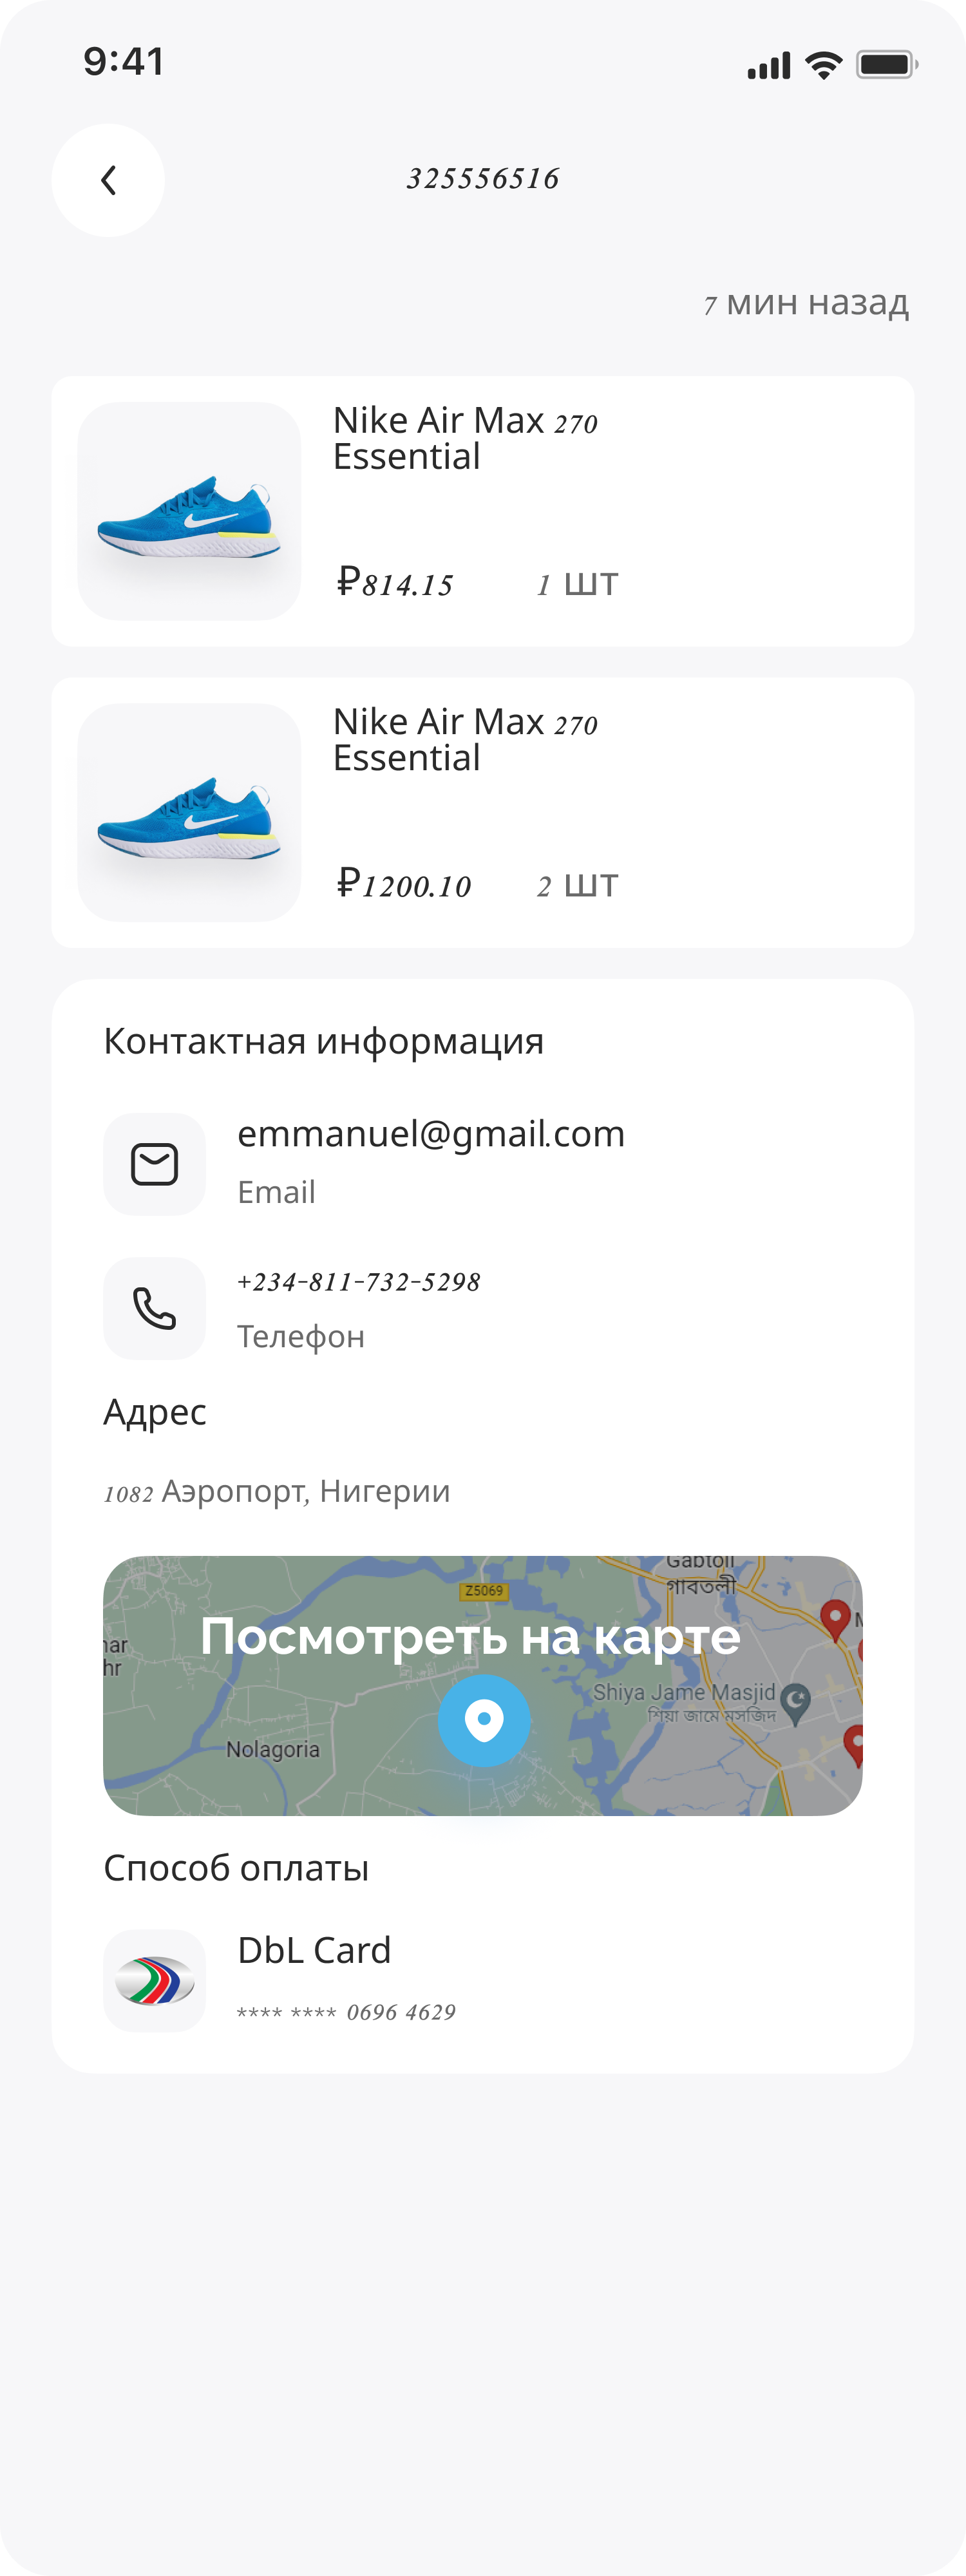 9:41
325556516
7 мин назад
Nike Air Max 270
Essential
₽814.15 1 шт
Nike Air Max 270
Essential
₽1200.10 2 шт
Контактная информация
emmanuel@gmail.com
Email
+234-811-732-5298
Телефон
Адрес
1082 Аэропорт, Нигерии
Gabtoli
গাবতলী
Z5069
Посмотреть на карте
Shiya Jame Masjid
শিয়া জামে মসজিদ
Nolagoria
Способ оплаты
DbL Card
**** **** 0696 4629